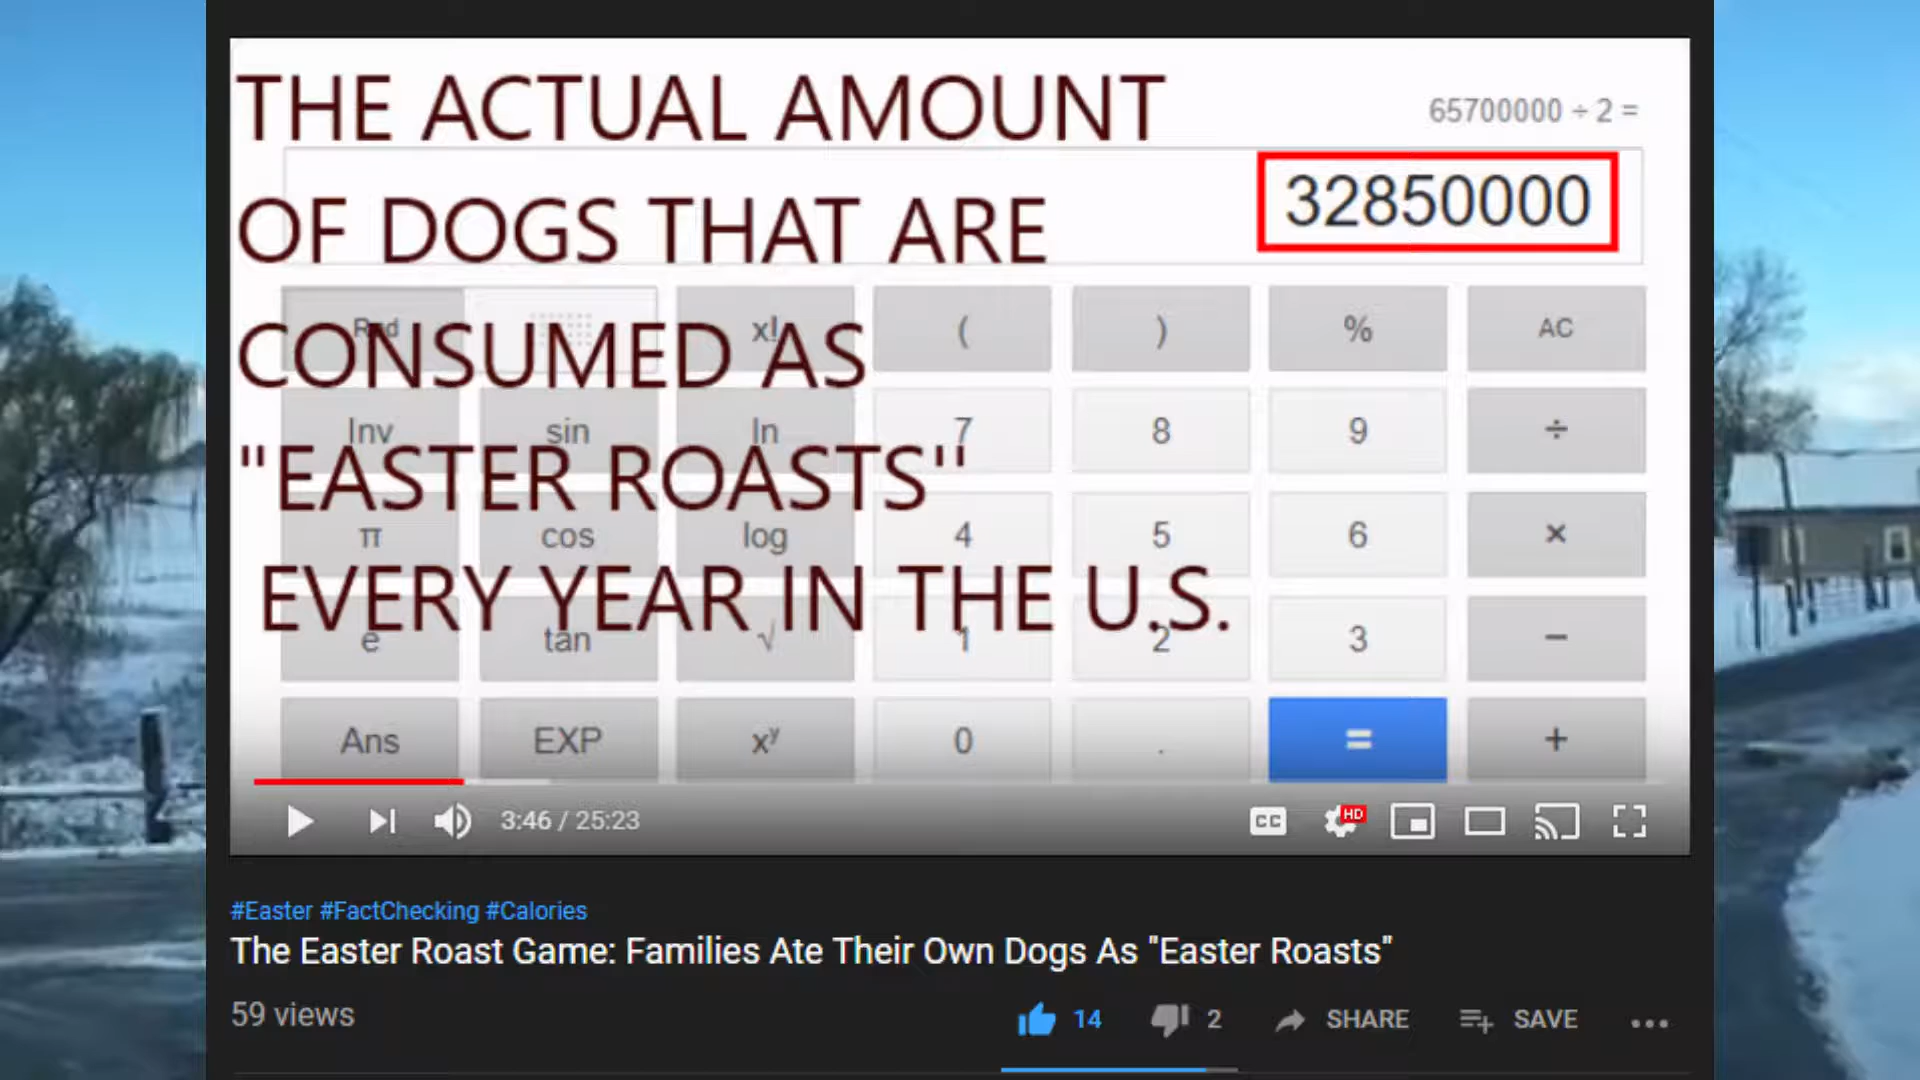 THE ACTUAL AMOUNT
65700000 ÷ 2 =
OF DOGS THAT ARE
32850000
CONSUMED AS
Rad x! ( ) % AC
Inv sin ln 7 8 9 ÷
"EASTER ROASTS"
π cos log 4 5 6 ×
EVERY YEAR IN THE U.S.
e tan √ 1 2 3 −
Ans EXP xʸ 0 . = +
3:46 / 25:23
CC HD
#Easter #FactChecking #Calories
The Easter Roast Game: Families Ate Their Own Dogs As "Easter Roasts"
59 views
14 2 SHARE SAVE